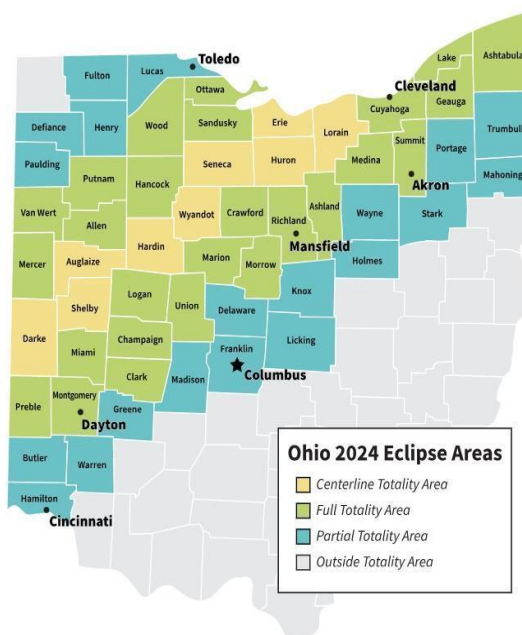 Toledo
Lake
Ashtabula
Fulton
Lucas
Ottawa
Cleveland
Geauga
Cuyahoga
Defiance
Henry
Wood
Sandusky
Erie
Lorain
Trumbul
Paulding
Seneca
Huron
Medina
Summit
Portage
Putnam
Hancock
Akron
Mahoning
Van Wert
Allen
Wyandot
Crawford
Richland
Ashland
Wayne
Stark
Mansfield
Mercer
Auglaize
Hardin
Marion
Morrow
Holmes
Logan
Union
Knox
Shelby
Delaware
Darke
Champaign
Licking
Miami
Franklin
Clark
Madison
Columbus
Preble
Montgomery
Greene
Dayton
Butler
Warren
Hamilton
Cincinnati
Ohio 2024 Eclipse Areas
Centerline Totality Area
Full Totality Area
Partial Totality Area
Outside Totality Area